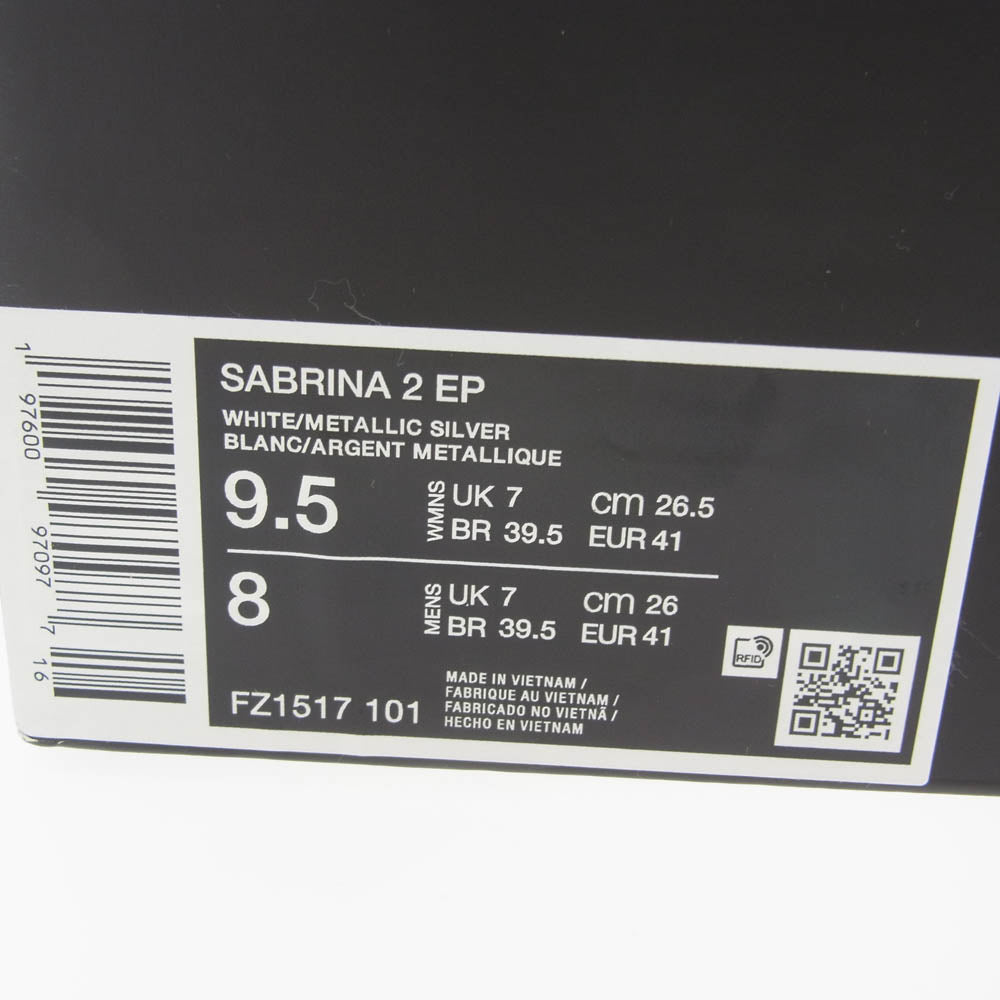 SABRINA 2 EP
WHITE/METALLIC SILVER
BLANC/ARGENT METALLIQUE
9.5 WMNS UK 7 cm 26.5
BR 39.5 EUR 41
8 MENS UK 7 cm 26
BR 39.5 EUR 41
RFID
FZ1517 101
MADE IN VIETNAM /
FABRIQUE AU VIETNAM /
FABRICADO NO VIETNÃ /
HECHO EN VIETNAM
1 97600 97097 7 16